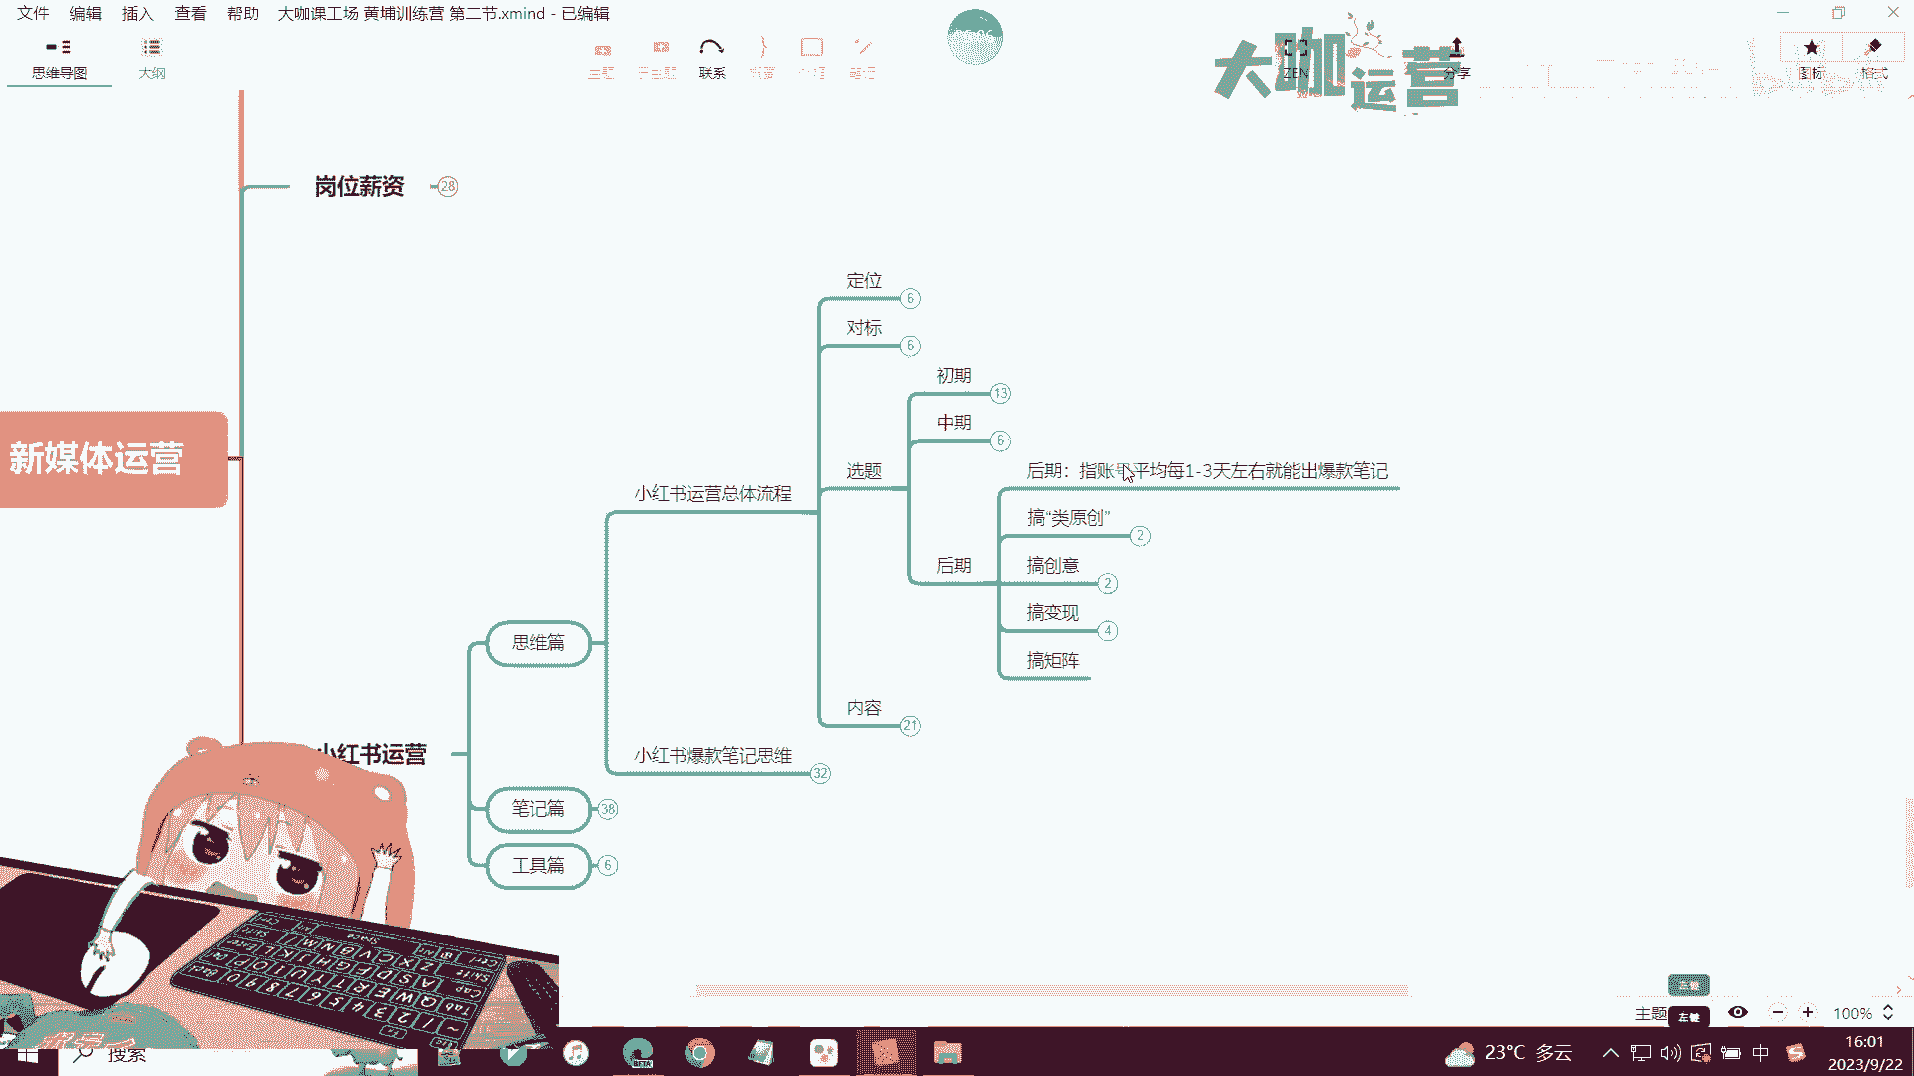 文件 编辑 插入 查看 帮助 大咖课工场 黄埔训练营 第二节.xmind - 已编辑
思维导图 大纲 主题 子主题 联系 ZEN 分享 图标 格式
大咖运营
岗位薪资 28
定位 6
对标 6
初期 13
中期 6
选题
后期：指账号平均每1-3天左右就能出爆款笔记
小红书运营总体流程
搞“类原创” 2
后期
搞创意 2
搞变现 4
搞矩阵
新媒体运营
思维篇
内容 21
小红书运营
小红书爆款笔记思维 32
笔记篇 38
工具篇 6
主题
左键
100%
搜索
BETA
23°C 多云
中
16:01
2023/9/22